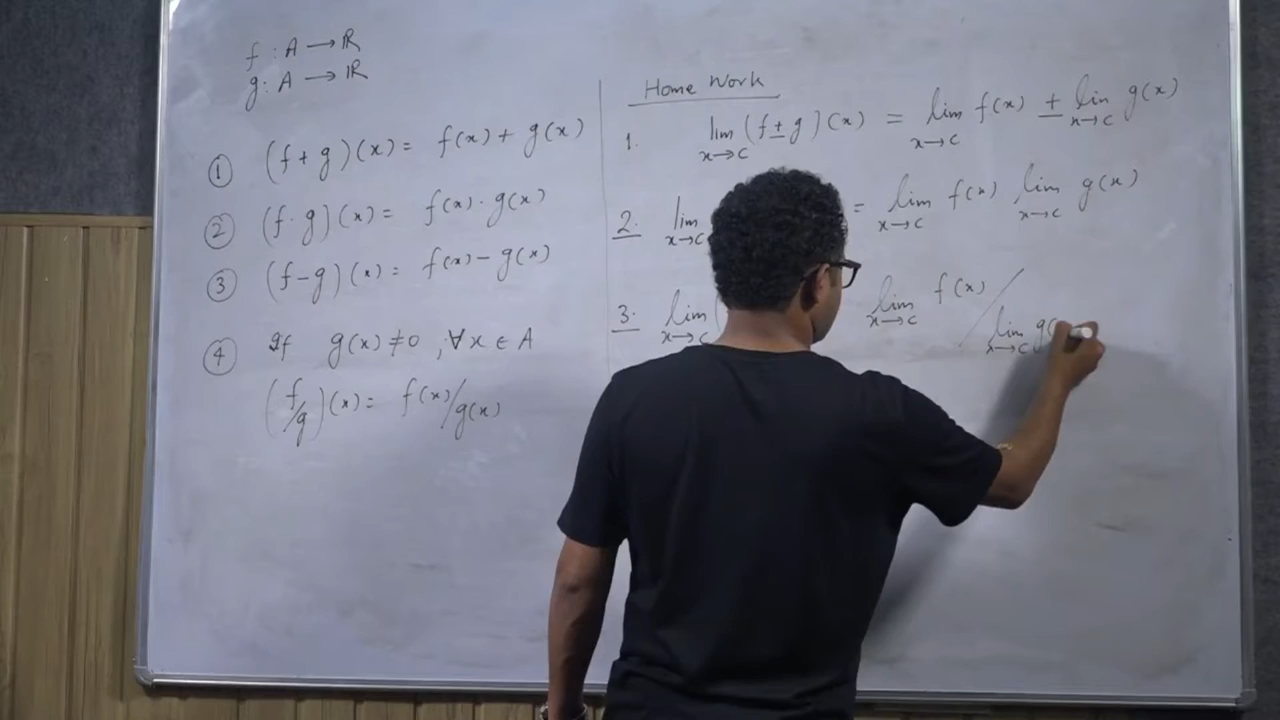 f : A → ℝ
g : A → ℝ
① (f + g)(x) = f(x) + g(x)
② (f · g)(x) = f(x) · g(x)
③ (f − g)(x) = f(x) − g(x)
④ If g(x) ≠ 0 , ∀ x ∈ A
(f/g)(x) = f(x)/g(x)
Home Work
1. lim x→c (f ± g)(x) = lim x→c f(x) ± lim x→c g(x)
2. lim x→c = lim x→c f(x) lim x→c g(x)
3. lim x→c ( lim x→c f(x) / lim x→c g(